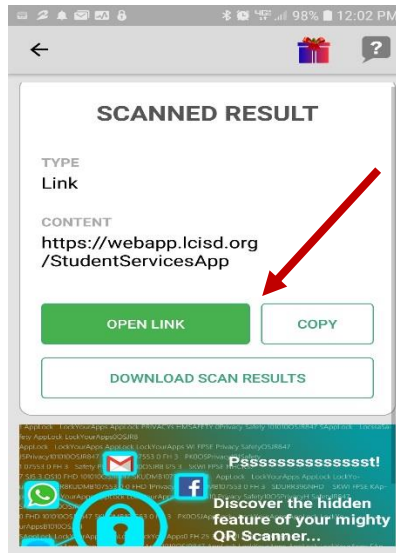 98% 12:02 PM
?
SCANNED RESULT
TYPE
Link
CONTENT
https://webapp.lcisd.org
/StudentServicesApp
OPEN LINK
COPY
DOWNLOAD SCAN RESULTS
Psssssssssssssst!
Discover the hidden
feature of your mighty
QR Scanner...